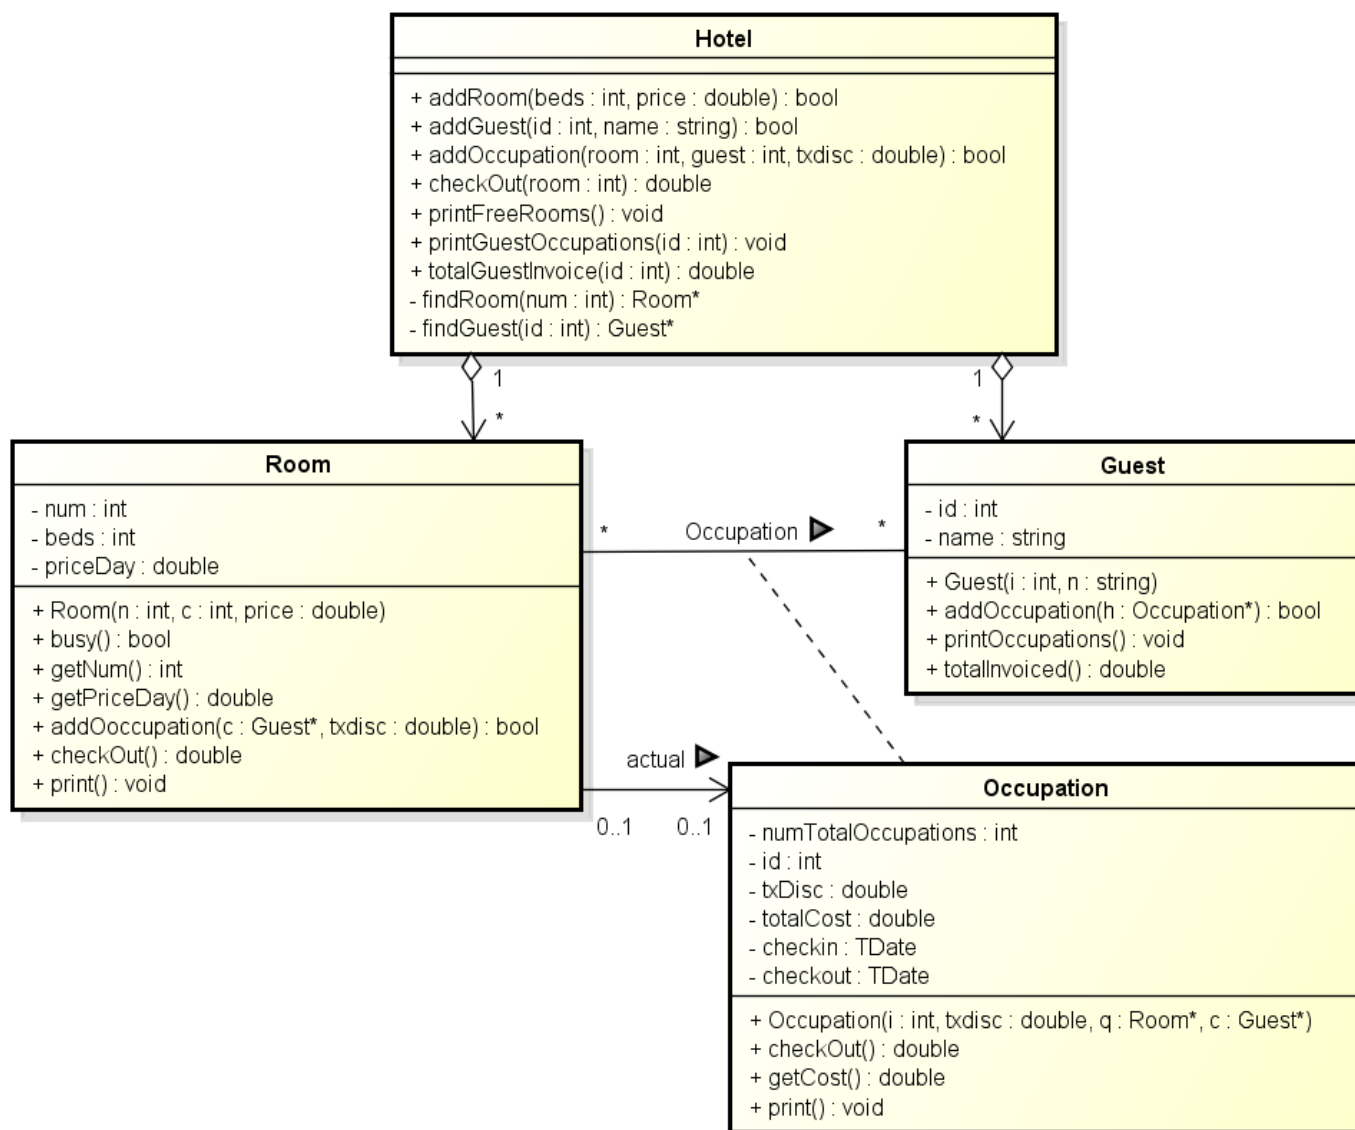 Hotel
+ addRoom(beds : int, price : double) : bool
+ addGuest(id : int, name : string) : bool
+ addOccupation(room : int, guest : int, txdisc : double) : bool
+ checkOut(room : int) : double
+ printFreeRooms() : void
+ printGuestOccupations(id : int) : void
+ totalGuestInvoice(id : int) : double
- findRoom(num : int) : Room*
- findGuest(id : int) : Guest*
1
1
*
*
Room
- num : int
- beds : int
- priceDay : double
+ Room(n : int, c : int, price : double)
+ busy() : bool
+ getNum() : int
+ getPriceDay() : double
+ addOoccupation(c : Guest*, txdisc : double) : bool
+ checkOut() : double
+ print() : void
*
Occupation
*
Guest
- id : int
- name : string
+ Guest(i : int, n : string)
+ addOccupation(h : Occupation*) : bool
+ printOccupations() : void
+ totalInvoiced() : double
actual
0..1
0..1
Occupation
- numTotalOccupations : int
- id : int
- txDisc : double
- totalCost : double
- checkin : TDate
- checkout : TDate
+ Occupation(i : int, txdisc : double, q : Room*, c : Guest*)
+ checkOut() : double
+ getCost() : double
+ print() : void